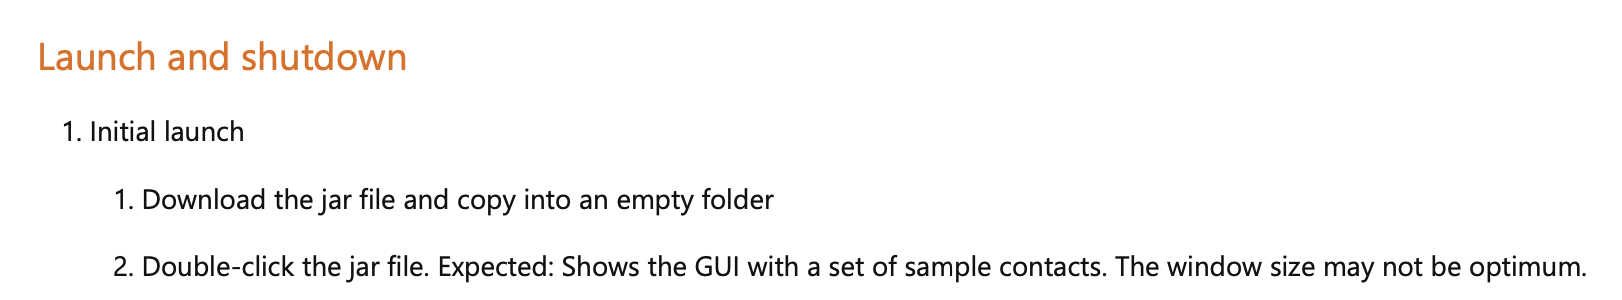 Launch and shutdown
1. Initial launch
1. Download the jar file and copy into an empty folder
2. Double-click the jar file. Expected: Shows the GUI with a set of sample contacts. The window size may not be optimum.